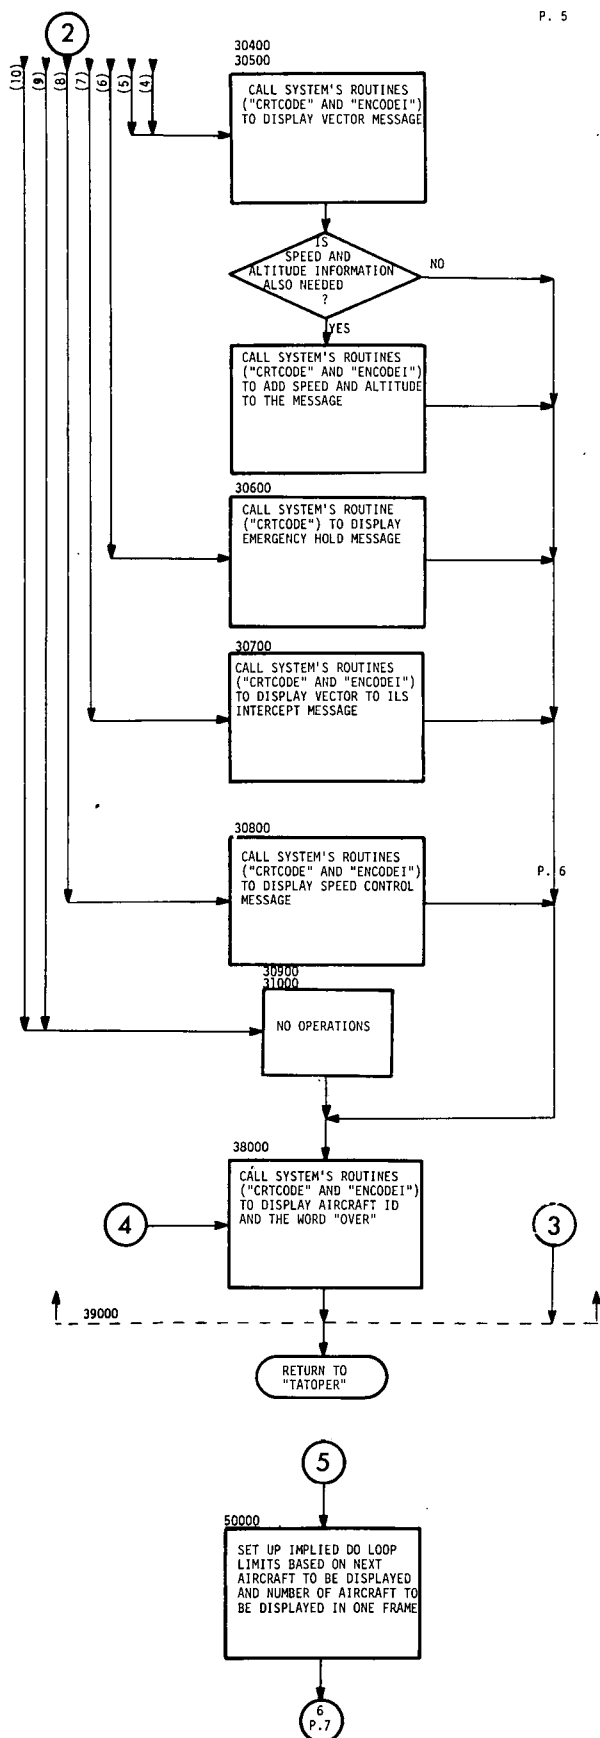 P. 5
2
(10)
(9)
(8)
(7)
(6)
(5)
(4)
30400
30500
CALL SYSTEM'S ROUTINES
("CRTCODE" AND "ENCODEI")
TO DISPLAY VECTOR MESSAGE
IS
SPEED AND
ALTITUDE INFORMATION
ALSO NEEDED
?
NO
YES
CALL SYSTEM'S ROUTINES
("CRTCODE" AND "ENCODEI")
TO ADD SPEED AND ALTITUDE
TO THE MESSAGE
30600
CALL SYSTEM'S ROUTINE
("CRTCODE") TO DISPLAY
EMERGENCY HOLD MESSAGE
30700
CALL SYSTEM'S ROUTINES
("CRTCODE" AND "ENCODEI")
TO DISPLAY VECTOR TO ILS
INTERCEPT MESSAGE
30800
CALL SYSTEM'S ROUTINES
("CRTCODE" AND "ENCODEI")
TO DISPLAY SPEED CONTROL
MESSAGE
P. 6
30900
31000
NO OPERATIONS
38000
CALL SYSTEM'S ROUTINES
("CRTCODE" AND "ENCODEI")
TO DISPLAY AIRCRAFT ID
AND THE WORD "OVER"
4
3
39000
RETURN TO
"TATOPER"
5
50000
SET UP IMPLIED DO LOOP
LIMITS BASED ON NEXT
AIRCRAFT TO BE DISPLAYED
AND NUMBER OF AIRCRAFT TO
BE DISPLAYED IN ONE FRAME
6
P.7